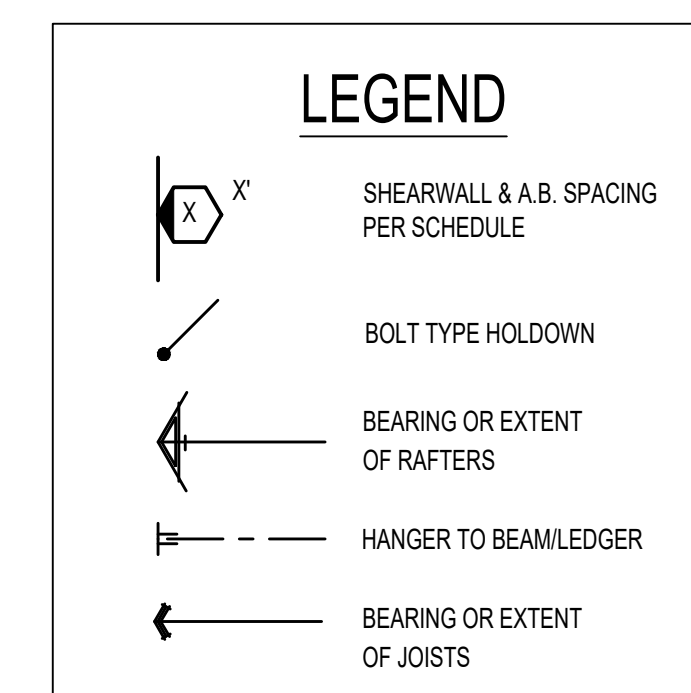 LEGEND
X X'
SHEARWALL & A.B. SPACING
PER SCHEDULE
BOLT TYPE HOLDOWN
BEARING OR EXTENT
OF RAFTERS
HANGER TO BEAM/LEDGER
BEARING OR EXTENT
OF JOISTS